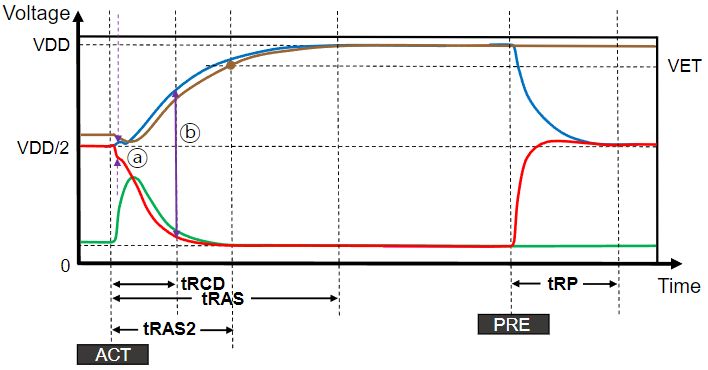 Voltage
VDD
VET
ⓑ
VDD/2
ⓐ
0
tRCD
tRP
Time
tRAS
tRAS2
PRE
ACT